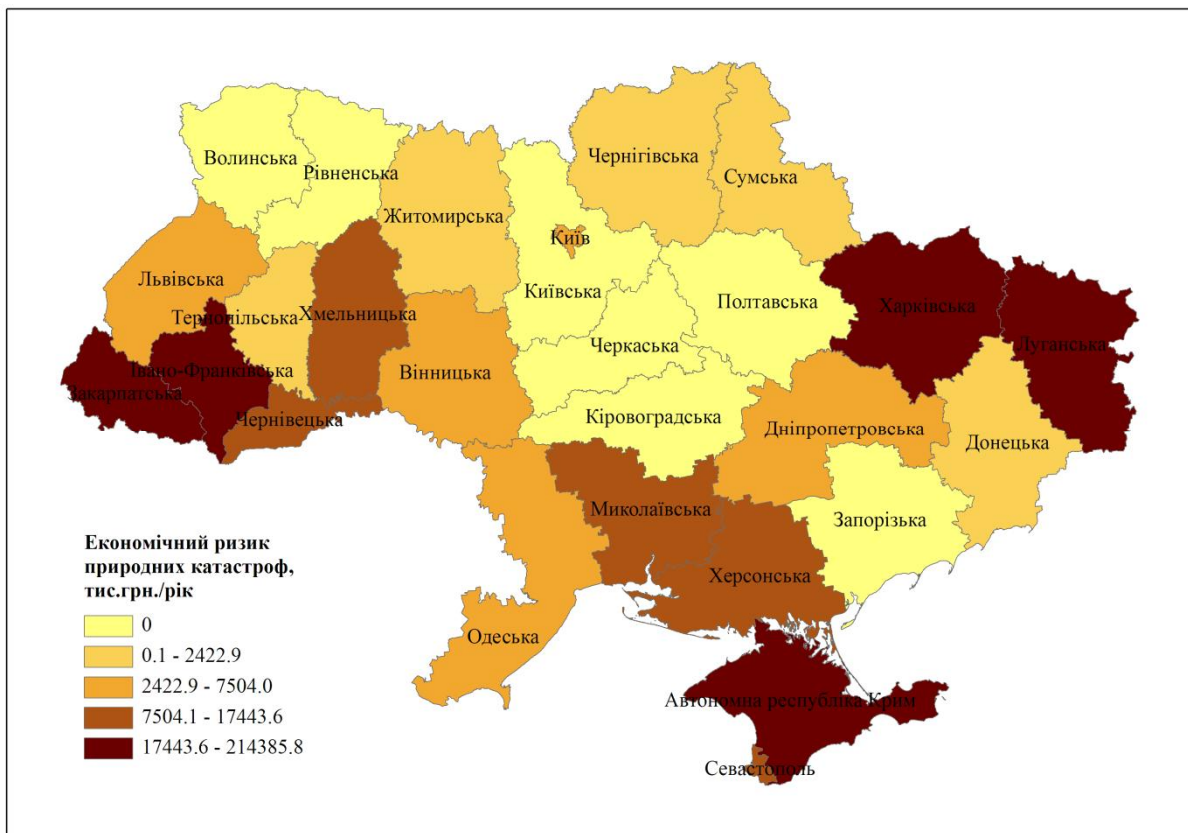 Волинська
Рівненська
Чернігівська
Сумська
Житомирська
Київ
Львівська
Київська
Полтавська
Харківська
Тернопільська
Хмельницька
Луганська
Черкаська
Івано-Франківська
Закарпатська
Вінницька
Чернівецька
Кіровоградська
Дніпропетровська
Донецька
Миколаївська
Запорізька
Херсонська
Одеська
Автономна республіка Крим
Севастополь
Економічний ризик
природних катастроф,
тис.грн./рік
0
0.1 - 2422.9
2422.9 - 7504.0
7504.1 - 17443.6
17443.6 - 214385.8